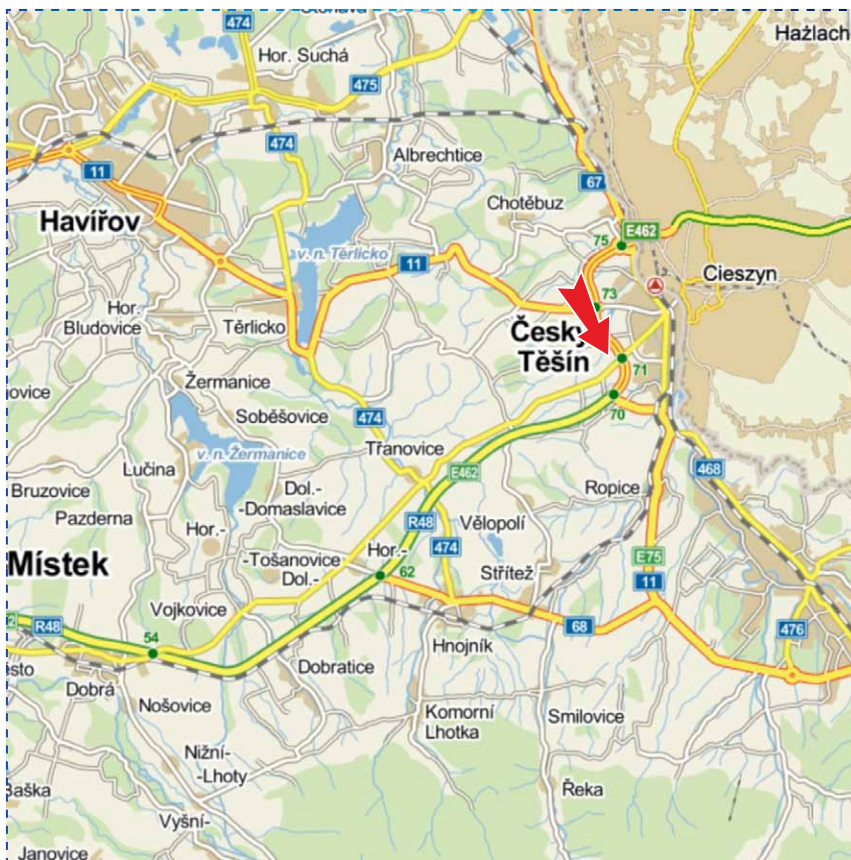 Stonava
474
Hor. Suchá
Hażlach
475
474
Albrechtice
67
11
Chotěbuz
Havířov
E462
75
v. n. Těrlicko
11
Cieszyn
73
Hor.
Bludovice
Těrlicko
Český
Těšín
71
Žermanice
70
Soběšovice
474
v. n. Žermanice
Třanovice
E462
468
Lučina
Bruzovice
Dol.-
-Domaslavice
Ropice
Pazderna
R48
Vělopolí
Hor.-
Místek
-Tošanovice
Hor.-
474
Dol.-
62
Střítež
E75
11
Vojkovice
R48
54
68
476
Hnojník
Dobrá
Dobratice
Nošovice
Komorní
Lhotka
Smilovice
Nižní-
-Lhoty
Baška
Řeka
Vyšní-
Janovice